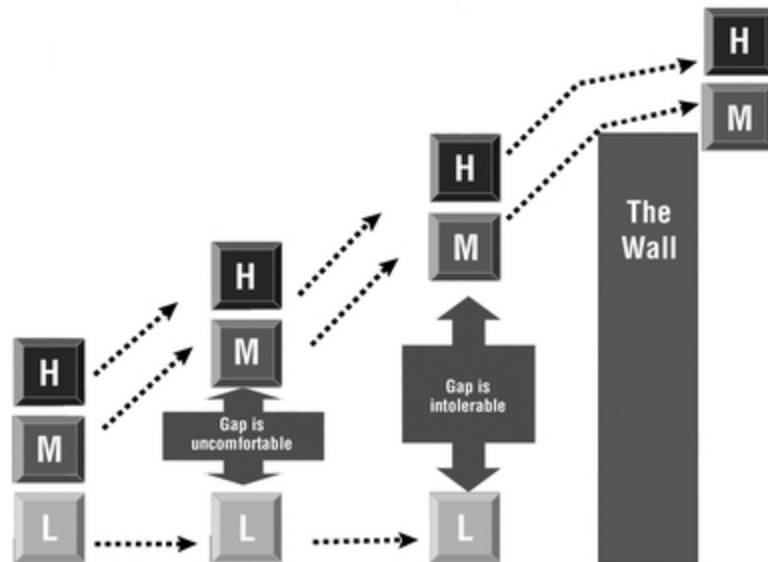 H
M
H
The
Wall
H
M
H
M
Gap is
intolerable
H
M
Gap is
uncomfortable
L
L
L